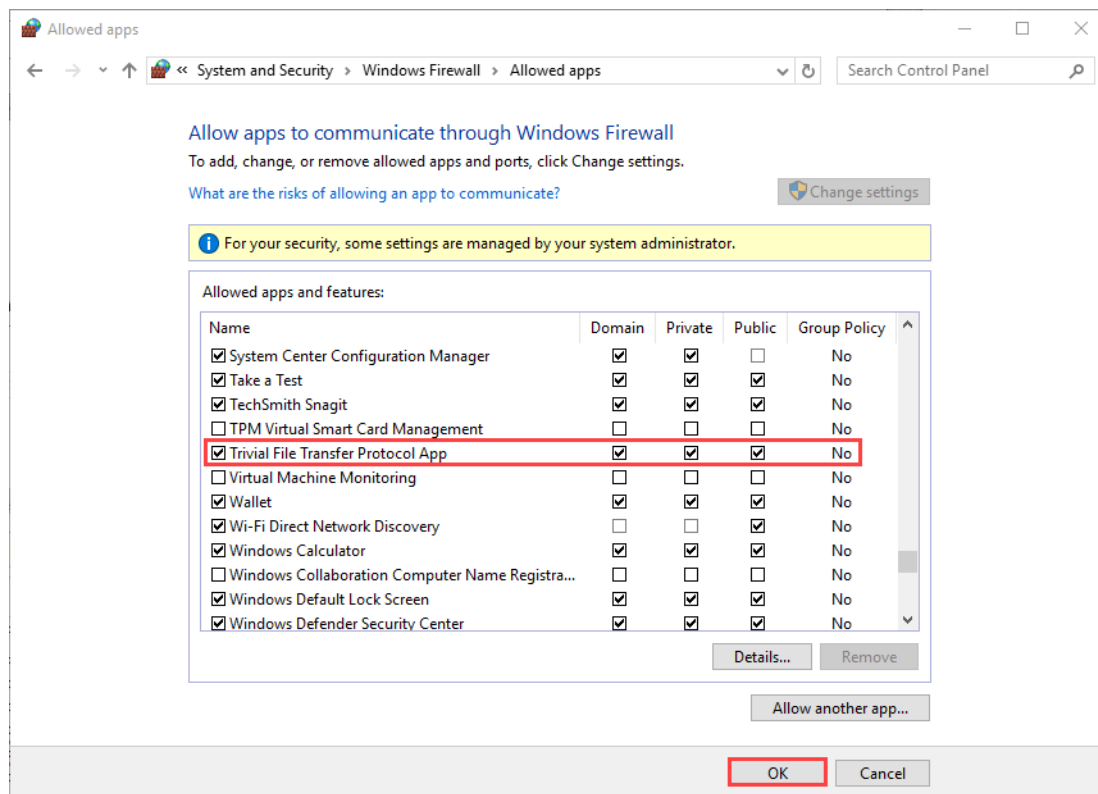 Allowed apps
« System and Security › Windows Firewall › Allowed apps
Search Control Panel
Allow apps to communicate through Windows Firewall
To add, change, or remove allowed apps and ports, click Change settings.
What are the risks of allowing an app to communicate?
Change settings
For your security, some settings are managed by your system administrator.
Allowed apps and features:
Name Domain Private Public Group Policy
System Center Configuration Manager No
Take a Test No
TechSmith Snagit No
TPM Virtual Smart Card Management No
Trivial File Transfer Protocol App No
Virtual Machine Monitoring No
Wallet No
Wi-Fi Direct Network Discovery No
Windows Calculator No
Windows Collaboration Computer Name Registra... No
Windows Default Lock Screen No
Windows Defender Security Center No
Details... Remove
Allow another app...
OK Cancel